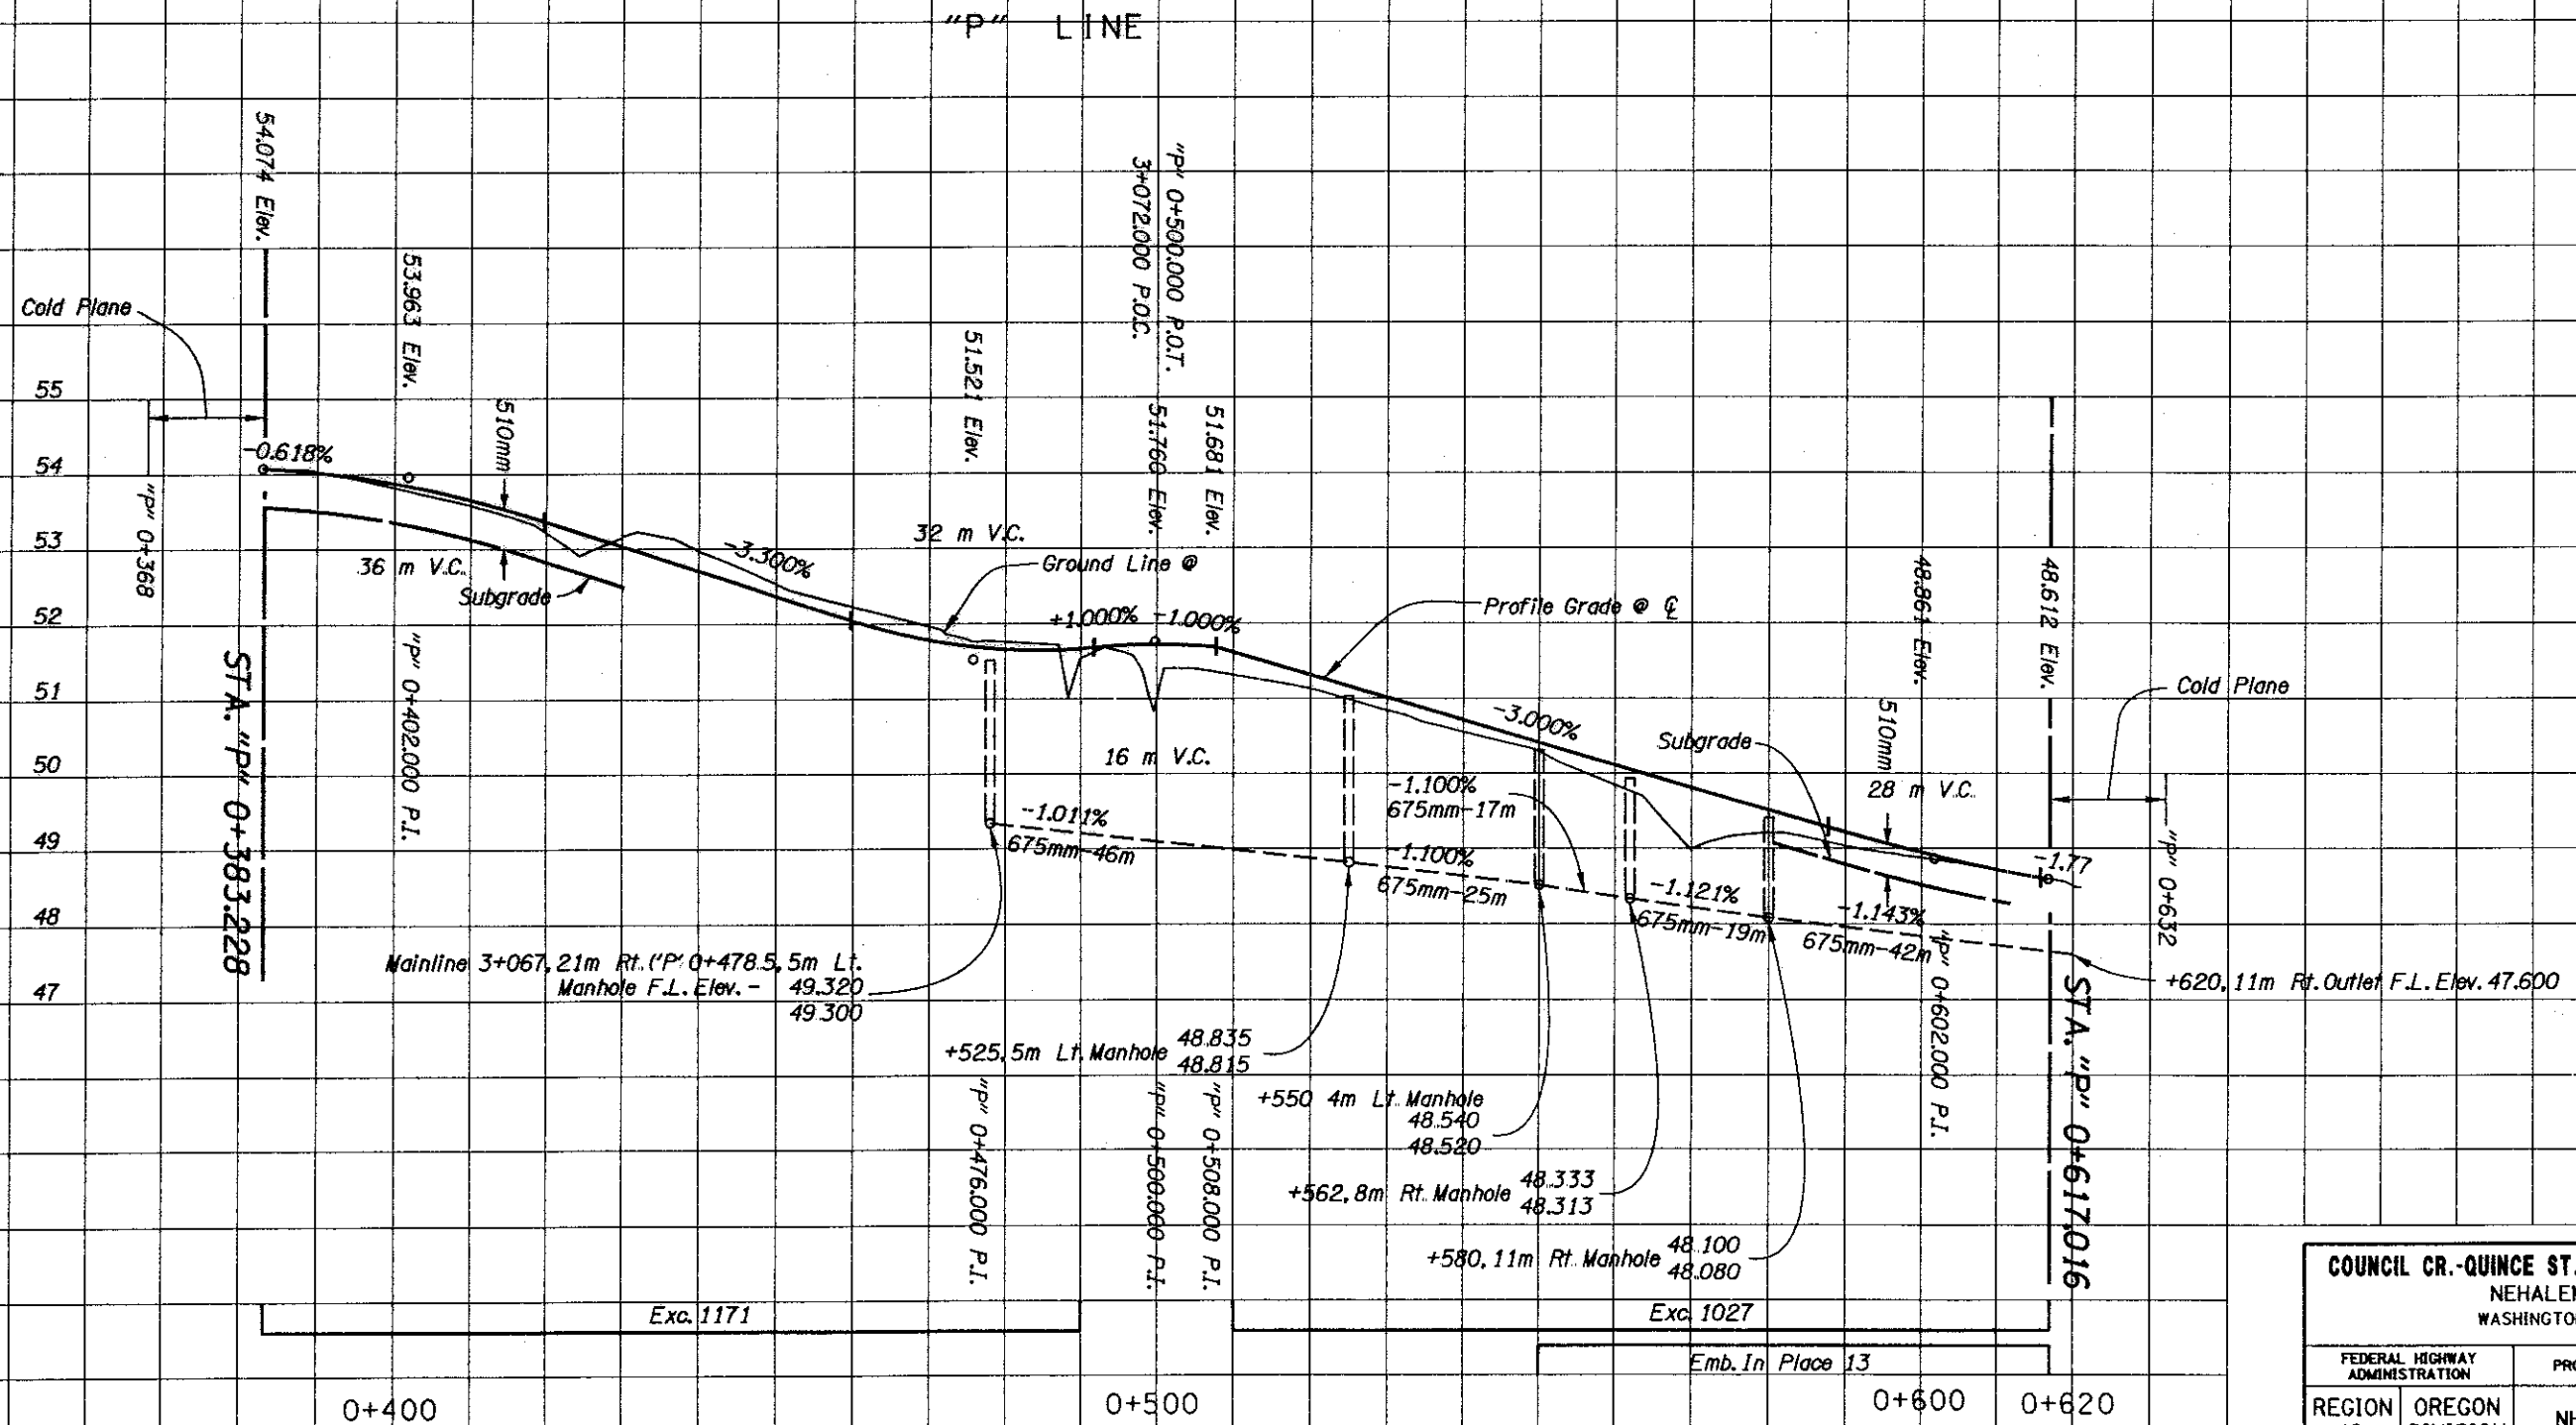 "P" LINE
54.074 Elev.
53.963 Elev.
"P" 0+500.000 P.O.T.
3+072.000 P.O.C.
51.521 Elev.
51.760 Elev.
51.681 Elev.
Cold Plane
55
54
53
52
51
50
49
48
47
-0.618%
510mm
"P" 0+368
36 m V.C.
Subgrade
-3.300%
32 m V.C.
Ground Line @
+1.000% -1.000%
Profile Grade @ ℄
48.861 Elev.
48.612 Elev.
Cold Plane
STA. "P" 0+383.228
"P" 0+402.000 P.I.
16 m V.C.
-3.000%
Subgrade
510mm
28 m V.C.
-1.100%
675mm-17m
-1.011%
675mm-46m
-1.100%
675mm-25m
-1.121%
675mm-19m
-1.143%
675mm-42m
-1.77
"P" 0+632
Mainline 3+067, 21m Rt. ("P" 0+478.5, 5m Lt.
Manhole F.L. Elev. - 49.320
49.300
+620, 11m Rt. Outlet F.L. Elev. 47.600
+525, 5m Lt. Manhole 48.835
48.815
+550 4m Lt. Manhole
48.540
48.520
+562, 8m Rt. Manhole 48.333
48.313
+580, 11m Rt. Manhole 48.100
48.080
"P" 0+476.000 P.I.
"P" 0+500.000 P.I.
"P" 0+508.000 P.I.
"P" 0+602.000 P.I.
STA. "P" 0+617.016
Exc. 1171
Exc. 1027
Emb. In Place 13
0+400
0+500
0+600
0+620
COUNCIL CR.-QUINCE ST.
NEHALEM
WASHINGTO
FEDERAL HIGHWAY
ADMINISTRATION
PRO
REGION
OREGON